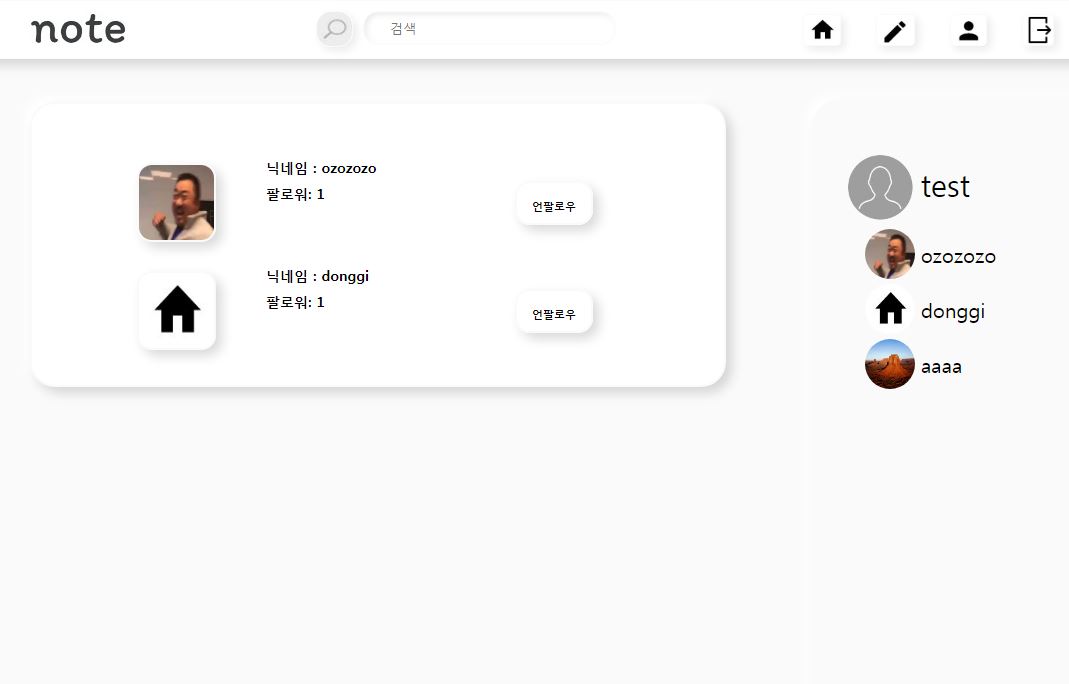 note
검색
닉네임 : ozozozo
팔로워: 1
언팔로우
닉네임 : donggi
팔로워: 1
언팔로우
test
ozozozo
donggi
aaaa